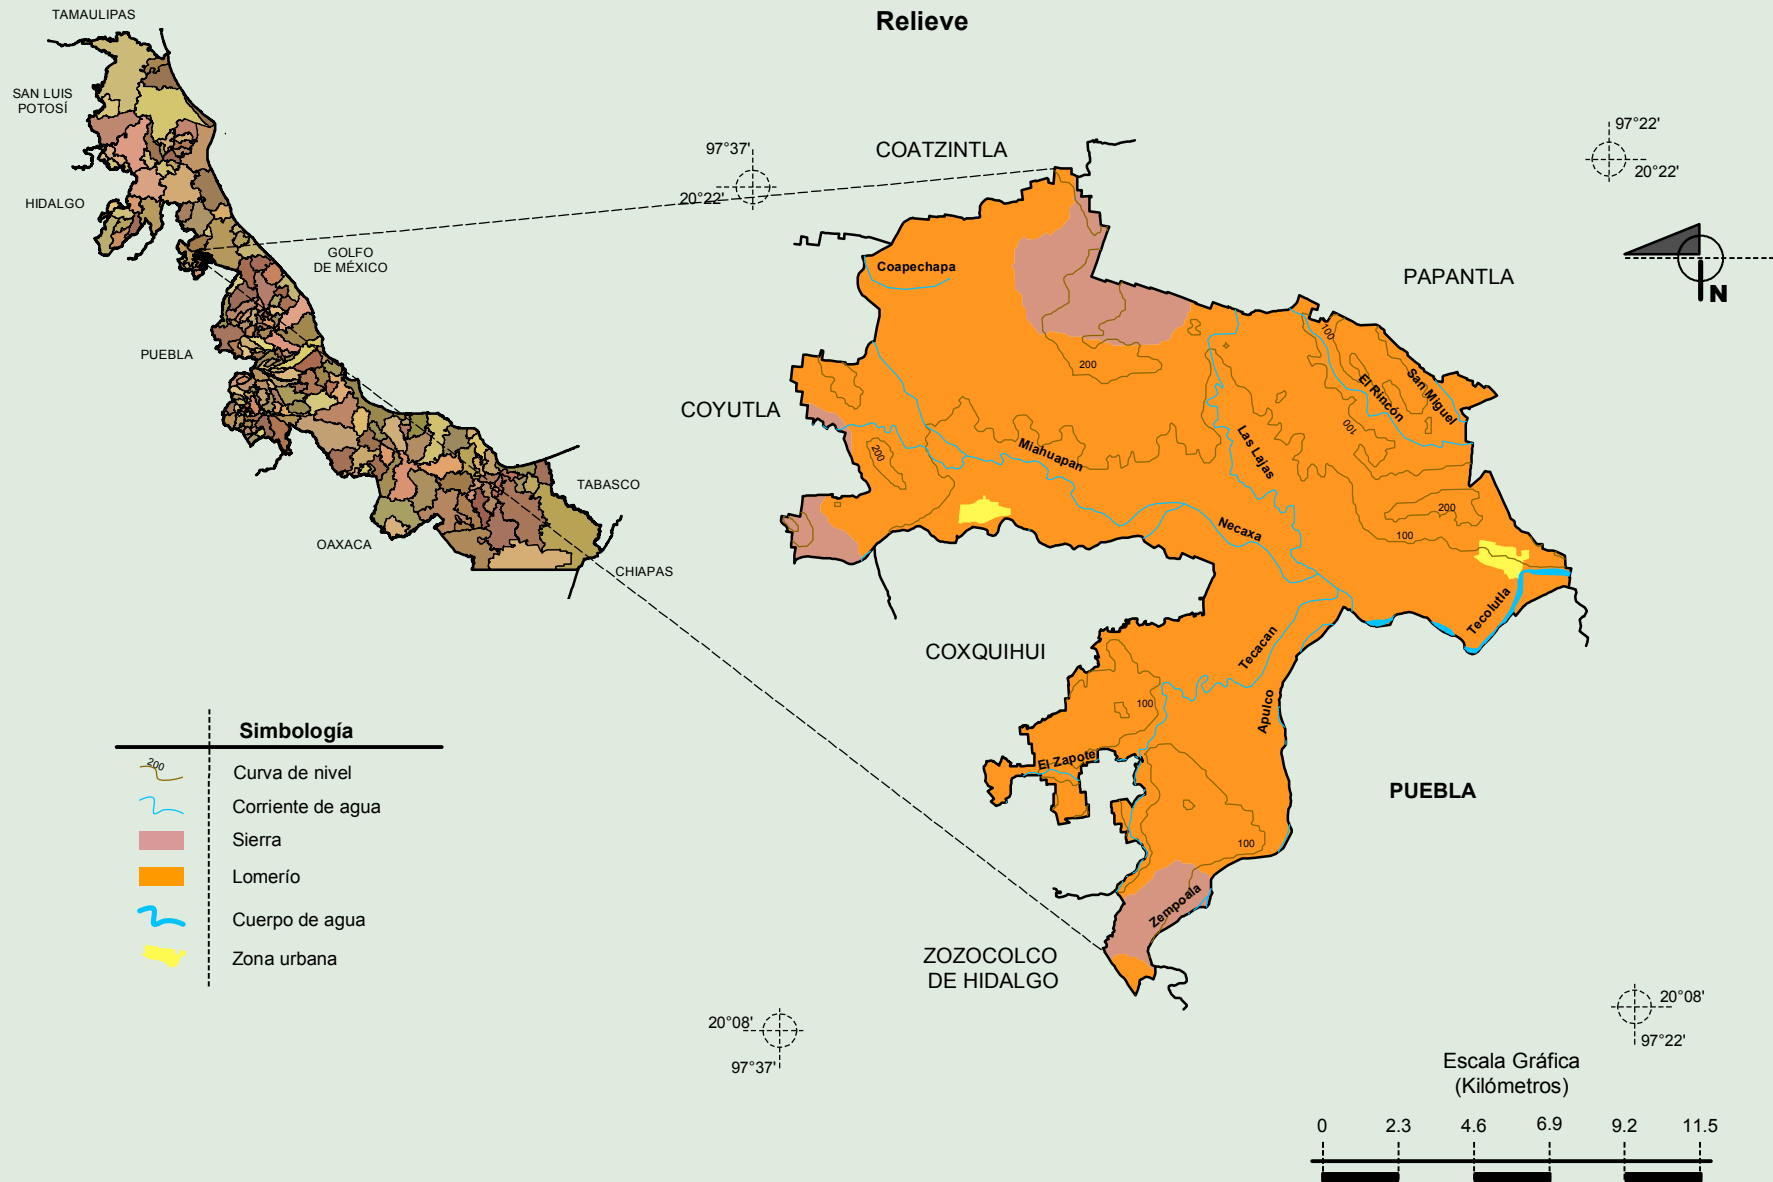 Relieve
TAMAULIPAS
SAN LUIS
POTOSÍ
HIDALGO
GOLFO
DE MÉXICO
PUEBLA
TABASCO
OAXACA
CHIAPAS
97°37'
20°22'
COATZINTLA
97°22'
20°22'
PAPANTLA
N
COYUTLA
Coapechapa
200
100
El Rincón
San Miguel
100
200
Miahuapan
Las Lajas
Necaxa
200
100
Tecolutla
COXQUIHUI
Tecacan
100
Apulco
El Zapote
PUEBLA
100
Zempoala
ZOZOCOLCO
DE HIDALGO
Simbología
200
Curva de nivel
Corriente de agua
Sierra
Lomerío
Cuerpo de agua
Zona urbana
20°08'
97°37'
20°08'
97°22'
Escala Gráfica
(Kilómetros)
0 2.3 4.6 6.9 9.2 11.5